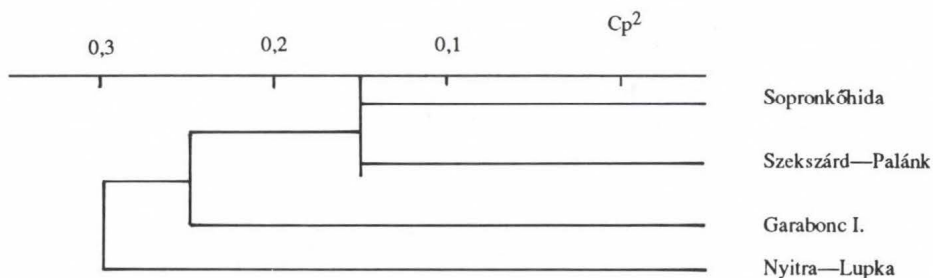 Cp²
0,3 0,2 0,1
Sopronkőhida
Szekszárd—Palánk
Garabonc I.
Nyitra—Lupka